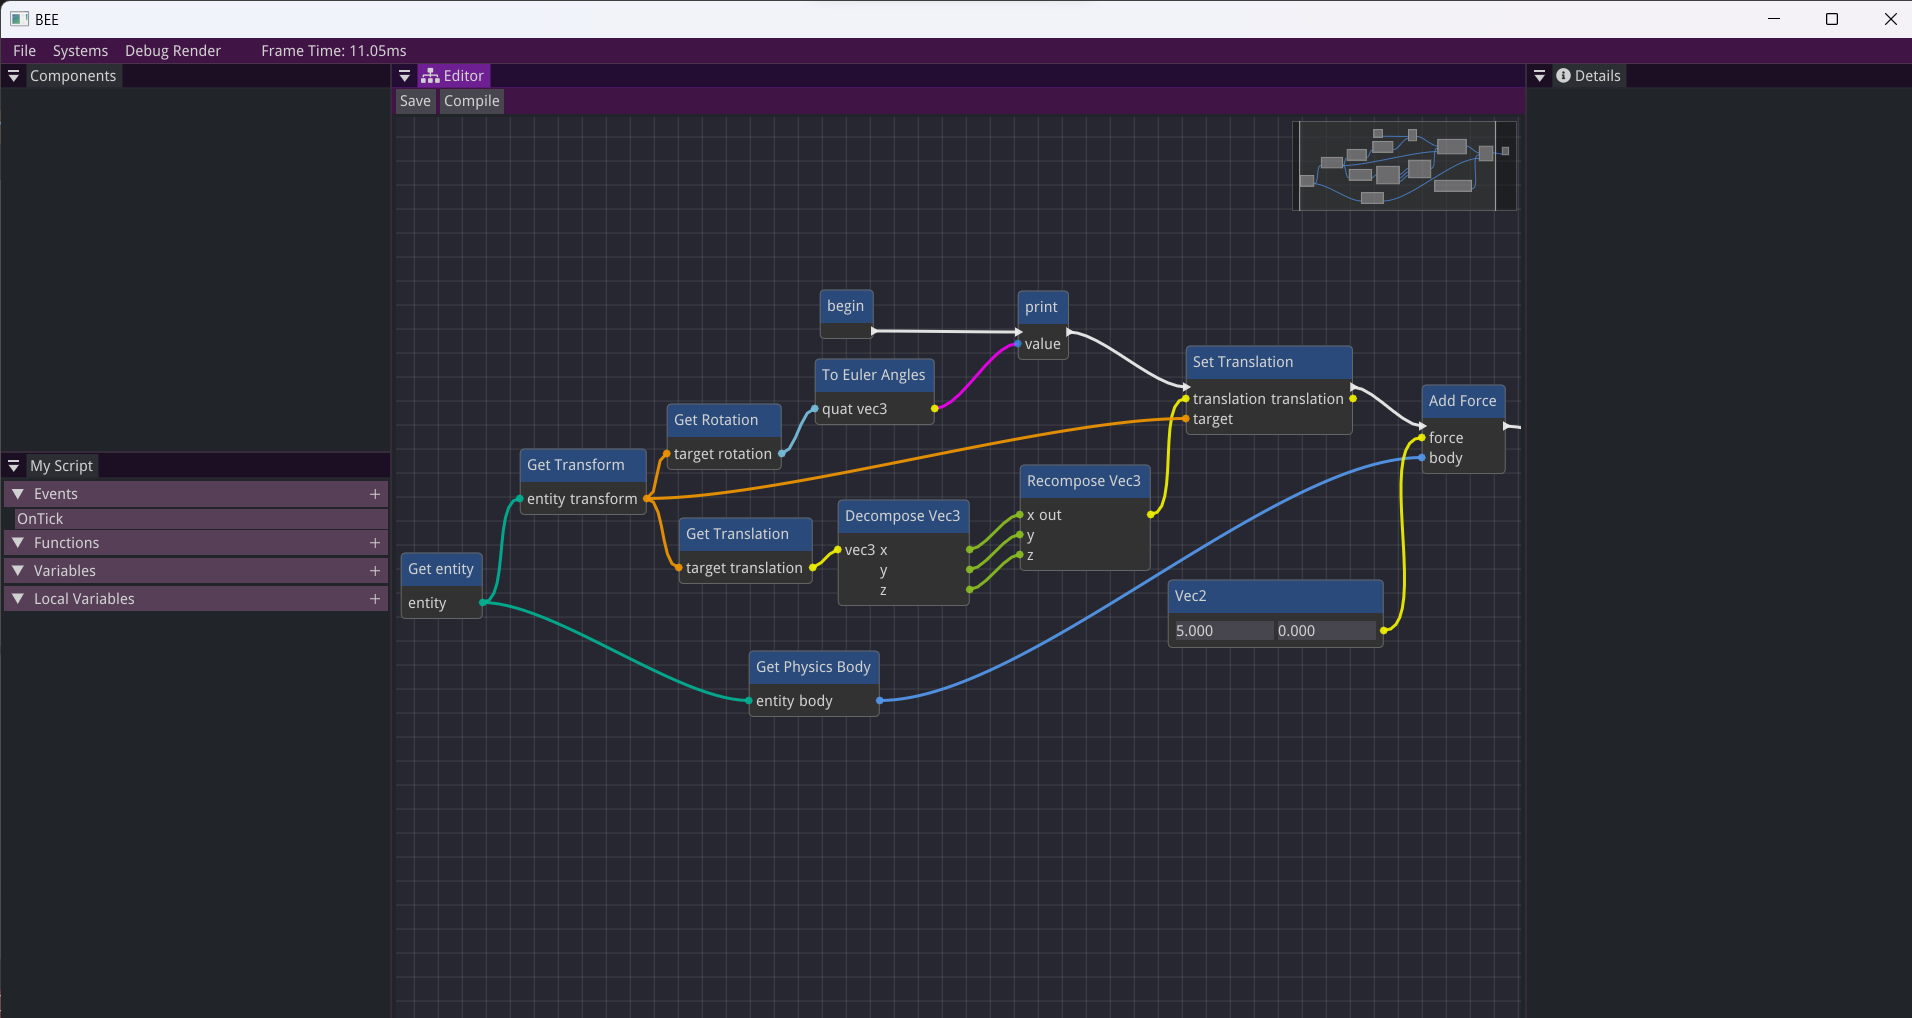 BEE
File Systems Debug Render Frame Time: 11.05ms
Components
Editor
Details
Save Compile
begin
print
value
To Euler Angles
quat vec3
Set Translation
translation translation
target
Add Force
force
body
Get Rotation
target rotation
Get Transform
entity transform
Recompose Vec3
x out
y
z
Decompose Vec3
vec3 x
y
z
Get Translation
target translation
Get entity
entity
Vec2
5.000 0.000
Get Physics Body
entity body
My Script
Events +
OnTick
Functions +
Variables +
Local Variables +